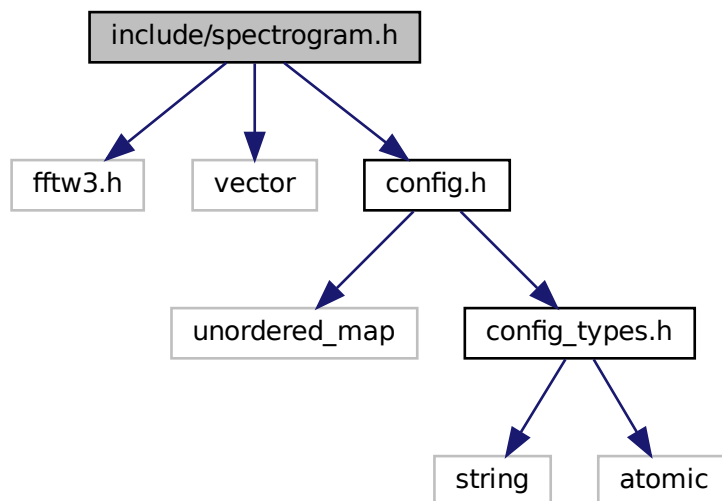 include/spectrogram.h
fftw3.h
vector
config.h
unordered_map
config_types.h
string
atomic